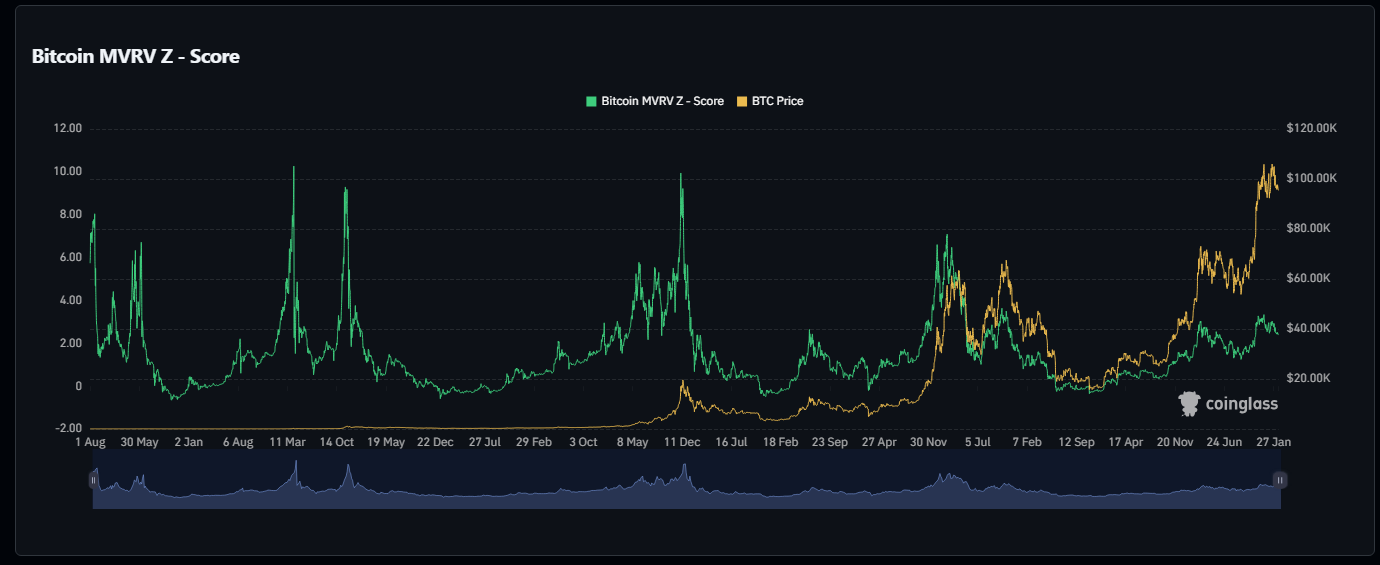 Bitcoin MVRV Z - Score
Bitcoin MVRV Z - Score BTC Price
12.00 $120.00K
10.00 $100.00K
8.00 $80.00K
6.00 $60.00K
4.00 $40.00K
2.00 $20.00K
0
-2.00
coinglass
1 Aug 30 May 2 Jan 6 Aug 11 Mar 14 Oct 19 May 22 Dec 27 Jul 29 Feb 3 Oct 8 May 11 Dec 16 Jul 18 Feb 23 Sep 27 Apr 30 Nov 5 Jul 7 Feb 12 Sep 17 Apr 20 Nov 24 Jun 27 Jan